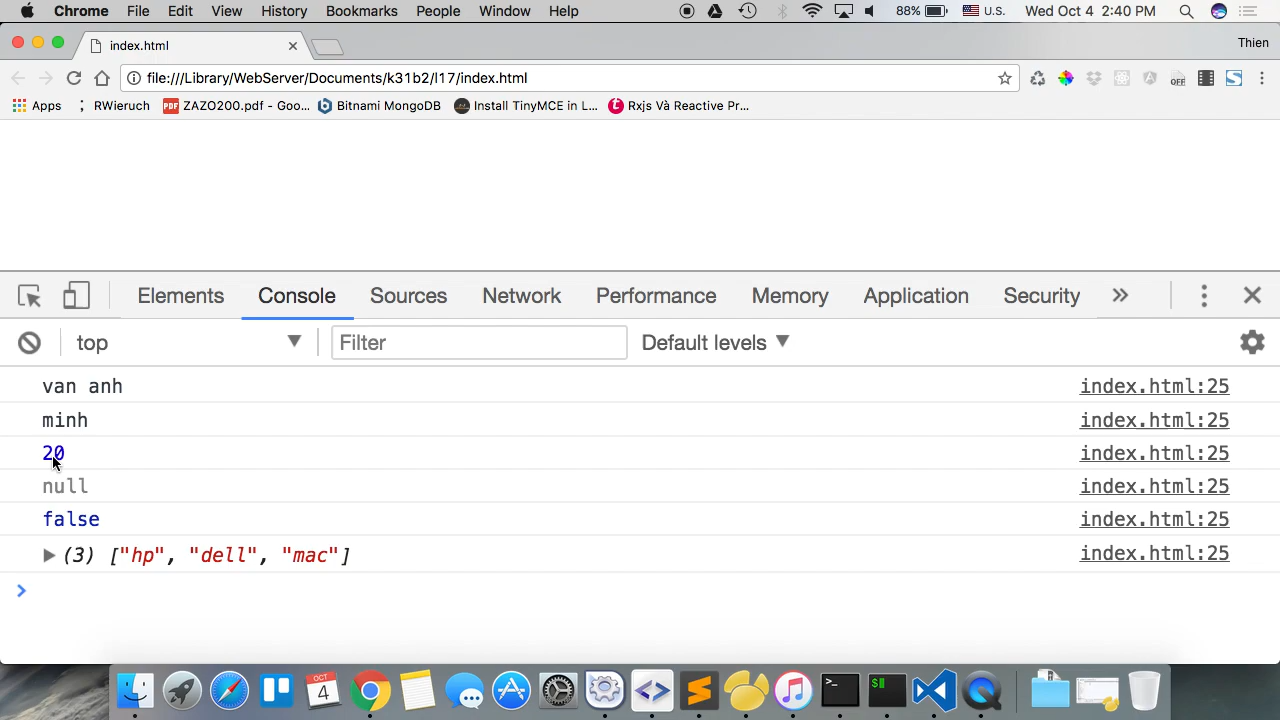 Chrome File Edit View History Bookmarks People Window Help 88% U.S. Wed Oct 4 2:40 PM
index.html Thien
file:///Library/WebServer/Documents/k31b2/l17/index.html
Apps RWieruch PDF ZAZO200.pdf - Goo... Bitnami MongoDB Install TinyMCE in L... Rxjs Và Reactive Pr...
Elements Console Sources Network Performance Memory Application Security
top Filter Default levels
van anh index.html:25
minh index.html:25
20 index.html:25
null index.html:25
false index.html:25
(3) ["hp", "dell", "mac"] index.html:25
OCT
4